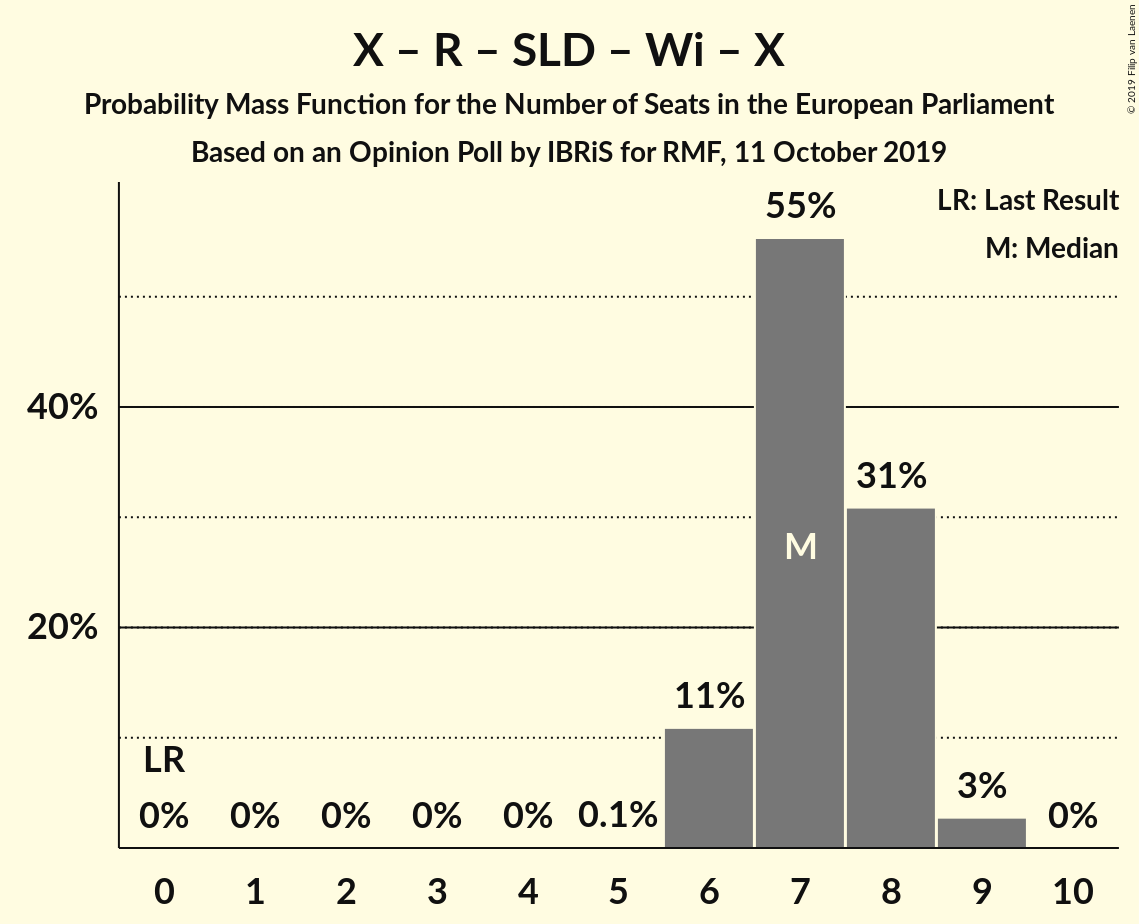 X – R – SLD – Wi – X
Probability Mass Function for the Number of Seats in the European Parliament
Based on an Opinion Poll by IBRiS for RMF, 11 October 2019
© 2019 Filip van Laenen
LR: Last Result
M: Median
55%
40%
31%
M
20%
11%
LR
3%
0% 0% 0% 0% 0% 0.1% 0%
0 1 2 3 4 5 6 7 8 9 10